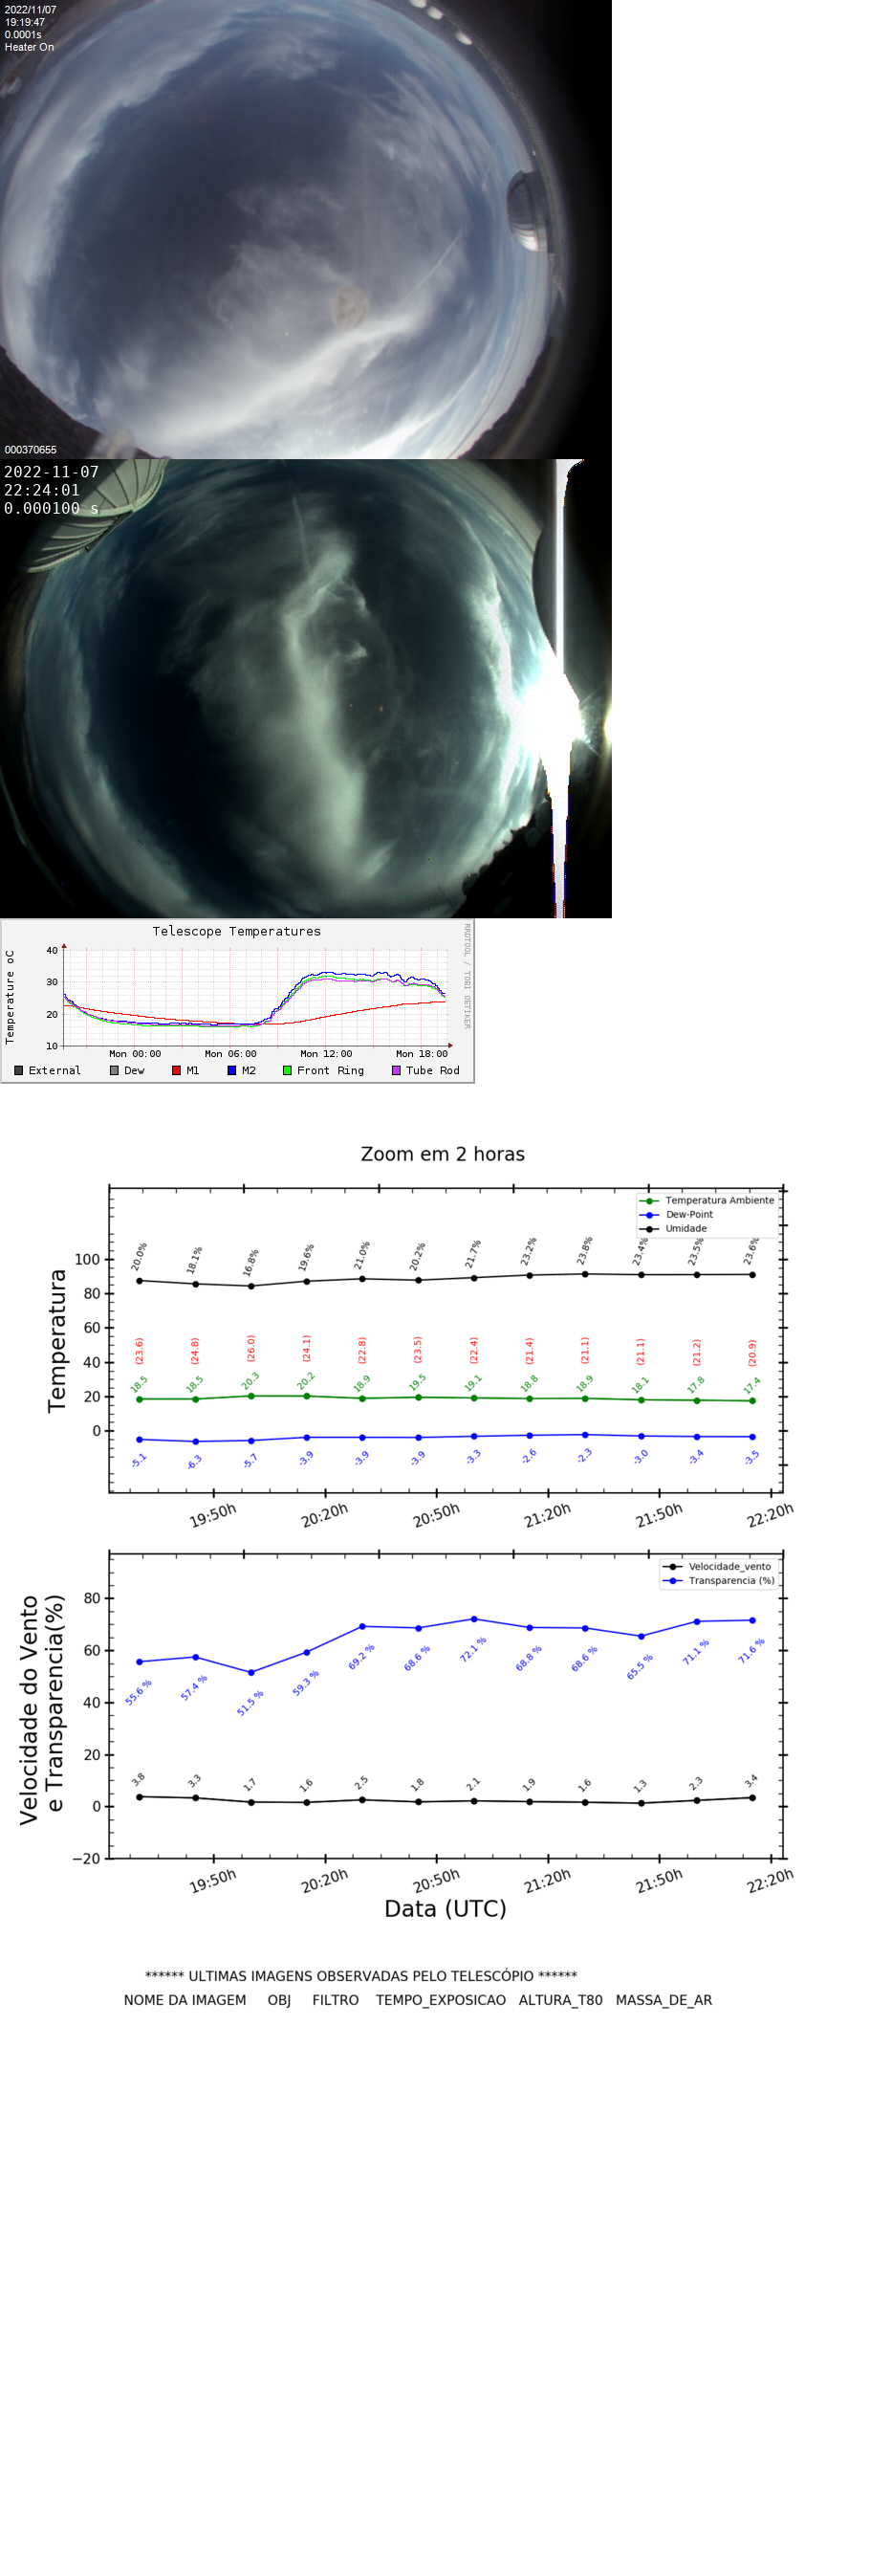 2022/11/07
19:19:47
0.0001s
Heater On
000370655
2022-11-07
22:24:01
0.000100 s
Telescope Temperatures
RRDTOOL / TOBI OETIKER
Temperature oC
40
30
20
10
Mon 00:00 Mon 06:00 Mon 12:00 Mon 18:00
External Dew M1 M2 Front Ring Tube Rod
Zoom em 2 horas
Temperatura Ambiente
Dew-Point
Umidade
Temperatura
100
80
60
40
20
0
20.0% 18.1% 16.8% 19.6% 21.0% 20.2% 21.7% 23.2% 23.8% 23.4% 23.5% 23.6%
(23.6) (24.8) (26.0) (24.1) (22.8) (23.5) (22.4) (21.4) (21.1) (21.1) (21.2) (20.9)
18.5 18.5 20.3 20.2 18.9 19.5 19.1 18.8 18.9 18.1 17.8 17.4
-5.1 -6.3 -5.7 -3.9 -3.9 -3.9 -3.3 -2.6 -2.3 -3.0 -3.4 -3.5
19:50h 20:20h 20:50h 21:20h 21:50h 22:20h
Velocidade_vento
Transparencia (%)
Velocidade do Vento
e Transparencia(%)
80
60
40
20
0
−20
55.6 % 57.4 % 51.5 % 59.3 % 69.2 % 68.6 % 72.1 % 68.8 % 68.6 % 65.5 % 71.1 % 71.6 %
3.8 3.3 1.7 1.6 2.5 1.8 2.1 1.9 1.6 1.3 2.3 3.4
19:50h 20:20h 20:50h 21:20h 21:50h 22:20h
Data (UTC)
****** ULTIMAS IMAGENS OBSERVADAS PELO TELESCÓPIO ******
NOME DA IMAGEM OBJ FILTRO TEMPO_EXPOSICAO ALTURA_T80 MASSA_DE_AR